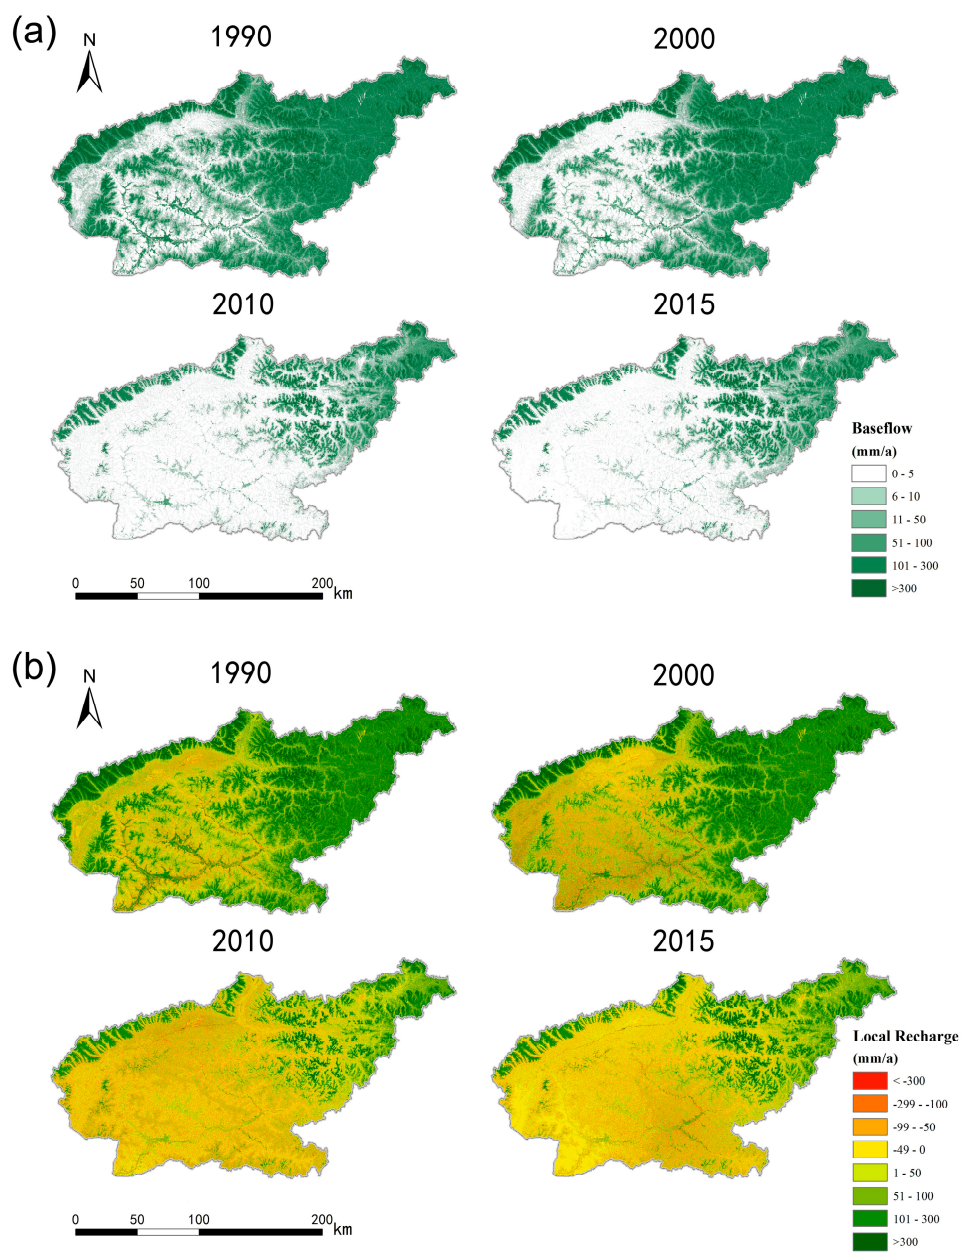 (a)
N
1990
2000
2010
2015
Baseflow
(mm/a)
0 - 5
6 - 10
11 - 50
51 - 100
101 - 300
>300
0 50 100 200
km
(b)
N
1990
2000
2010
2015
Local Recharge
(mm/a)
< -300
-299 - -100
-99 - -50
-49 - 0
1 - 50
51 - 100
101 - 300
>300
0 50 100 200
km